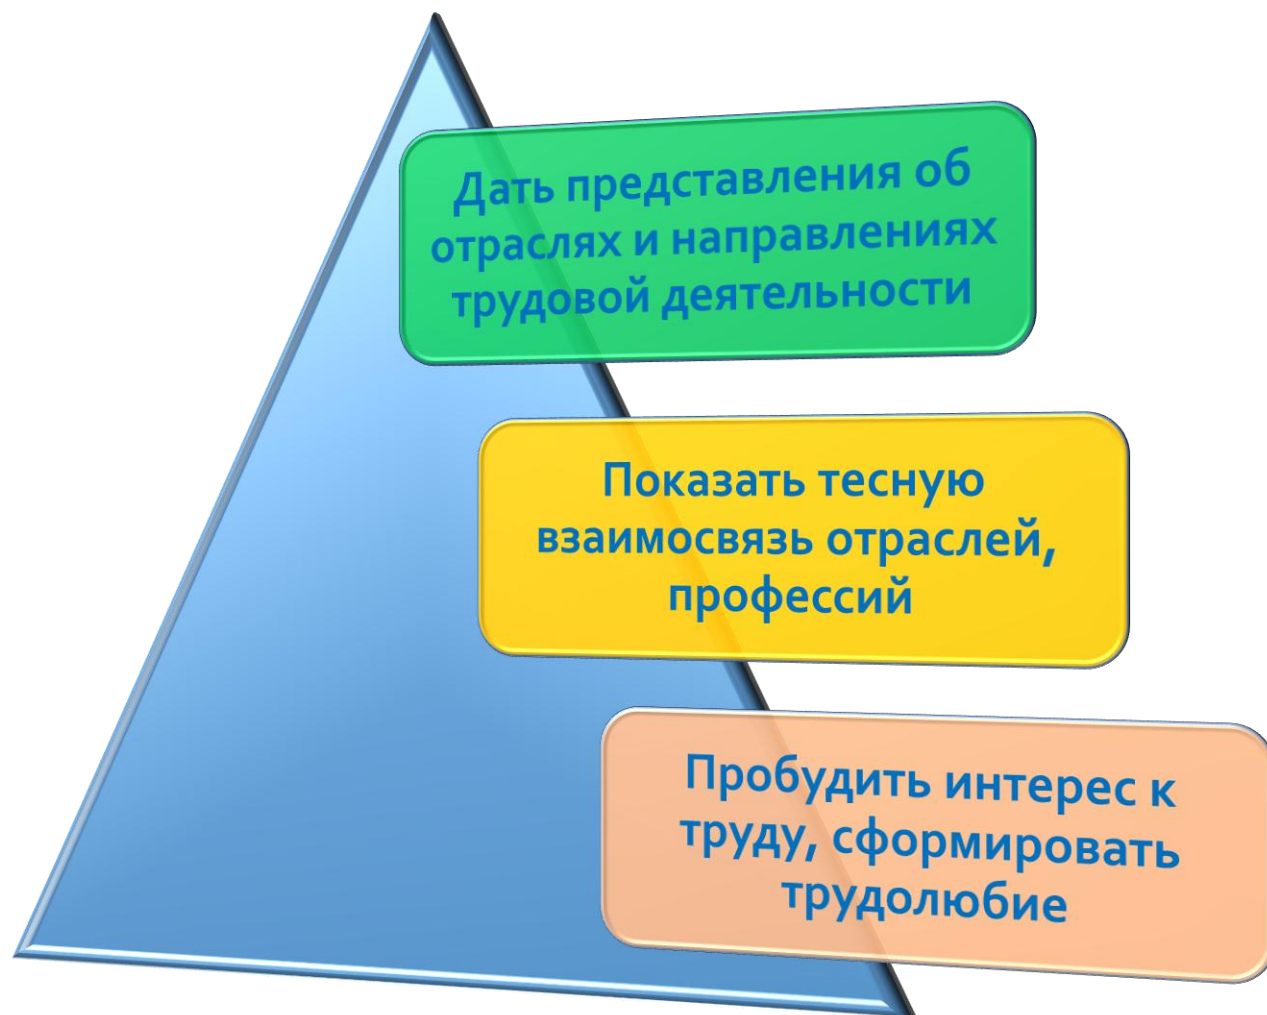 Дать представления об
отраслях и направлениях
трудовой деятельности
Показать тесную
взаимосвязь отраслей,
профессий
Пробудить интерес к
труду, сформировать
трудолюбие